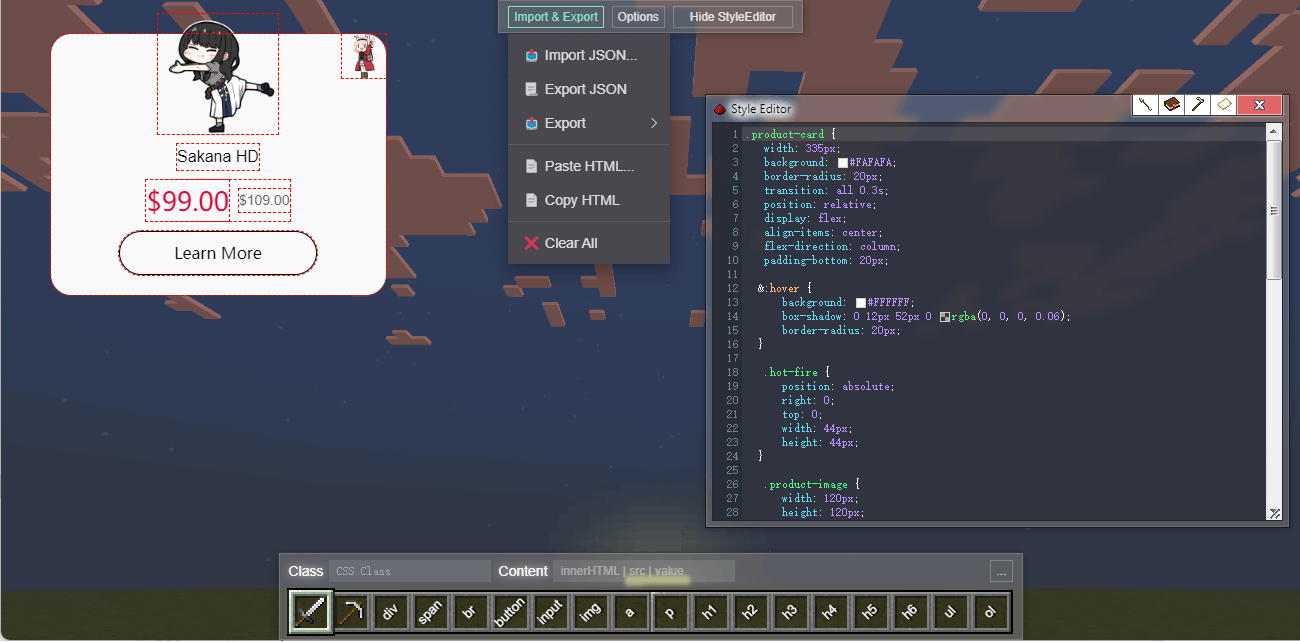 Import & Export
Options
Hide StyleEditor
Import JSON...
Export JSON
Export
Paste HTML...
Copy HTML
Clear All
Sakana HD
$99.00
$109.00
Learn More
Style Editor
1 .product-card {
2 width: 335px;
3 background: #FAFAFA;
4 border-radius: 20px;
5 transition: all 0.3s;
6 position: relative;
7 display: flex;
8 align-items: center;
9 flex-direction: column;
10 padding-bottom: 20px;
11
12 &:hover {
13 background: #FFFFFF;
14 box-shadow: 0 12px 52px 0 rgba(0, 0, 0, 0.06);
15 border-radius: 20px;
16 }
17
18 .hot-fire {
19 position: absolute;
20 right: 0;
21 top: 0;
22 width: 44px;
23 height: 44px;
24 }
25
26 .product-image {
27 width: 120px;
28 height: 120px;
Class
CSS Class
Content
innerHTML | src | value
...
div
span
br
button
input
img
a
p
h1
h2
h3
h4
h5
h6
ul
ol